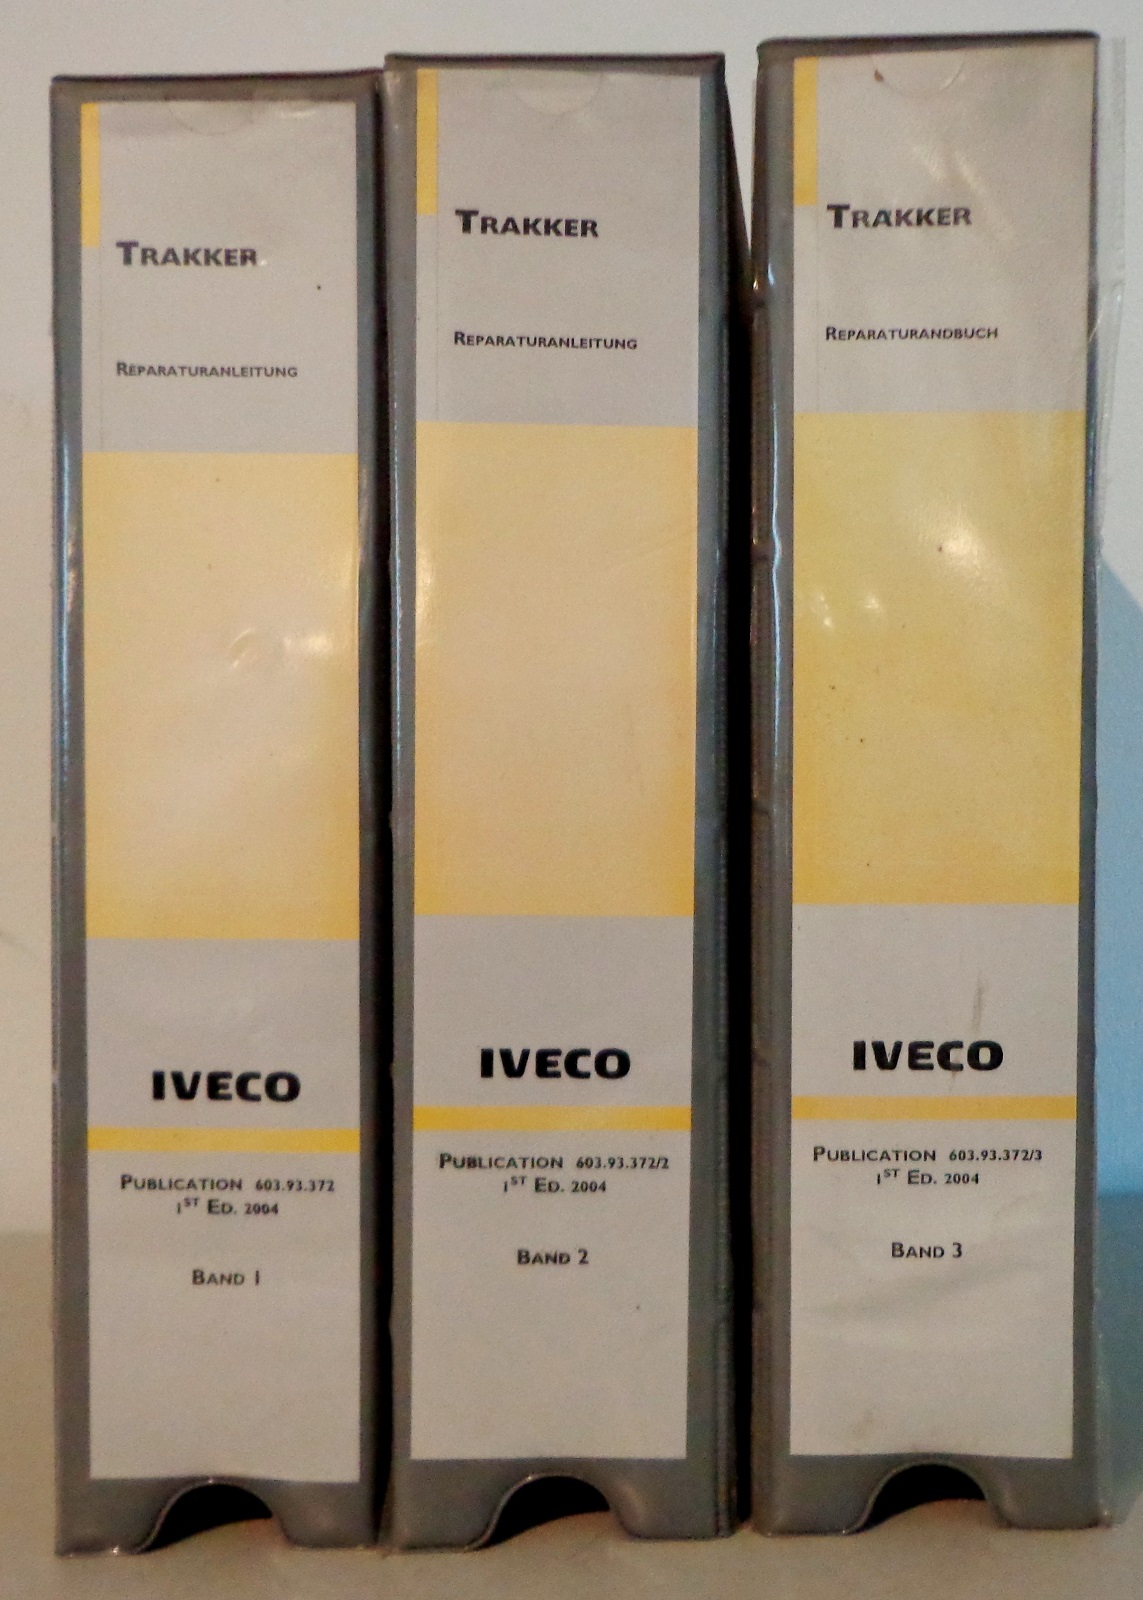 TRAKKER
REPARATURANLEITUNG
IVECO
PUBLICATION 603.93.372
1ST ED. 2004
BAND 1
TRAKKER
REPARATURANLEITUNG
IVECO
PUBLICATION 603.93.372/2
1ST ED. 2004
BAND 2
TRAKKER
REPARATURANDBUCH
IVECO
PUBLICATION 603.93.372/3
1ST ED. 2004
BAND 3